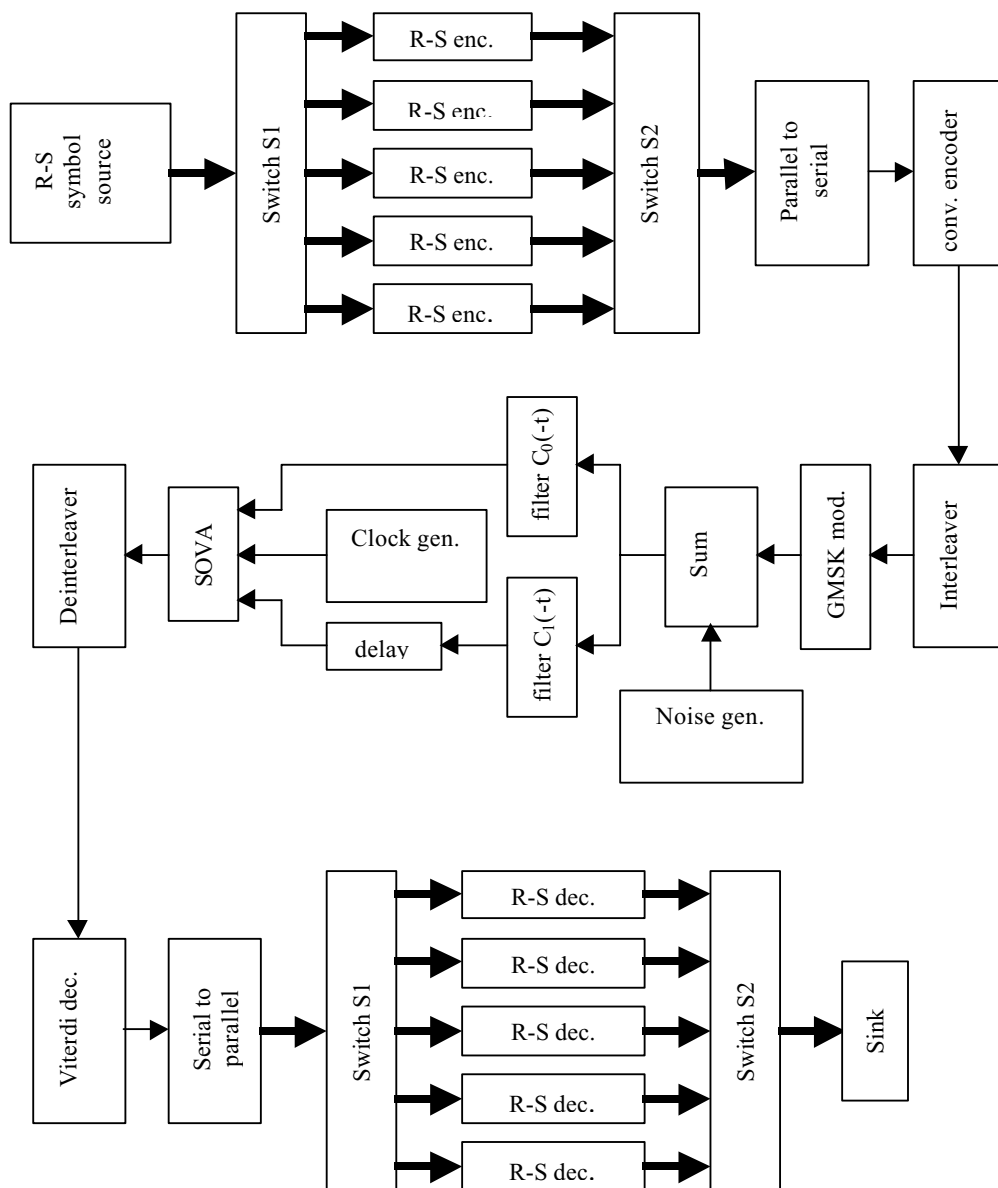 R-S
symbol
source
Switch S1
R-S enc.
R-S enc.
R-S enc.
R-S enc.
R-S enc.
Switch S2
Parallel to
serial
conv. encoder
Deinterleaver
SOVA
Clock gen.
delay
filter C₀(-t)
filter C₁(-t)
Sum
Noise gen.
GMSK mod.
Interleaver
Viterdi dec.
Serial to
parallel
Switch S1
R-S dec.
R-S dec.
R-S dec.
R-S dec.
R-S dec.
Switch S2
Sink